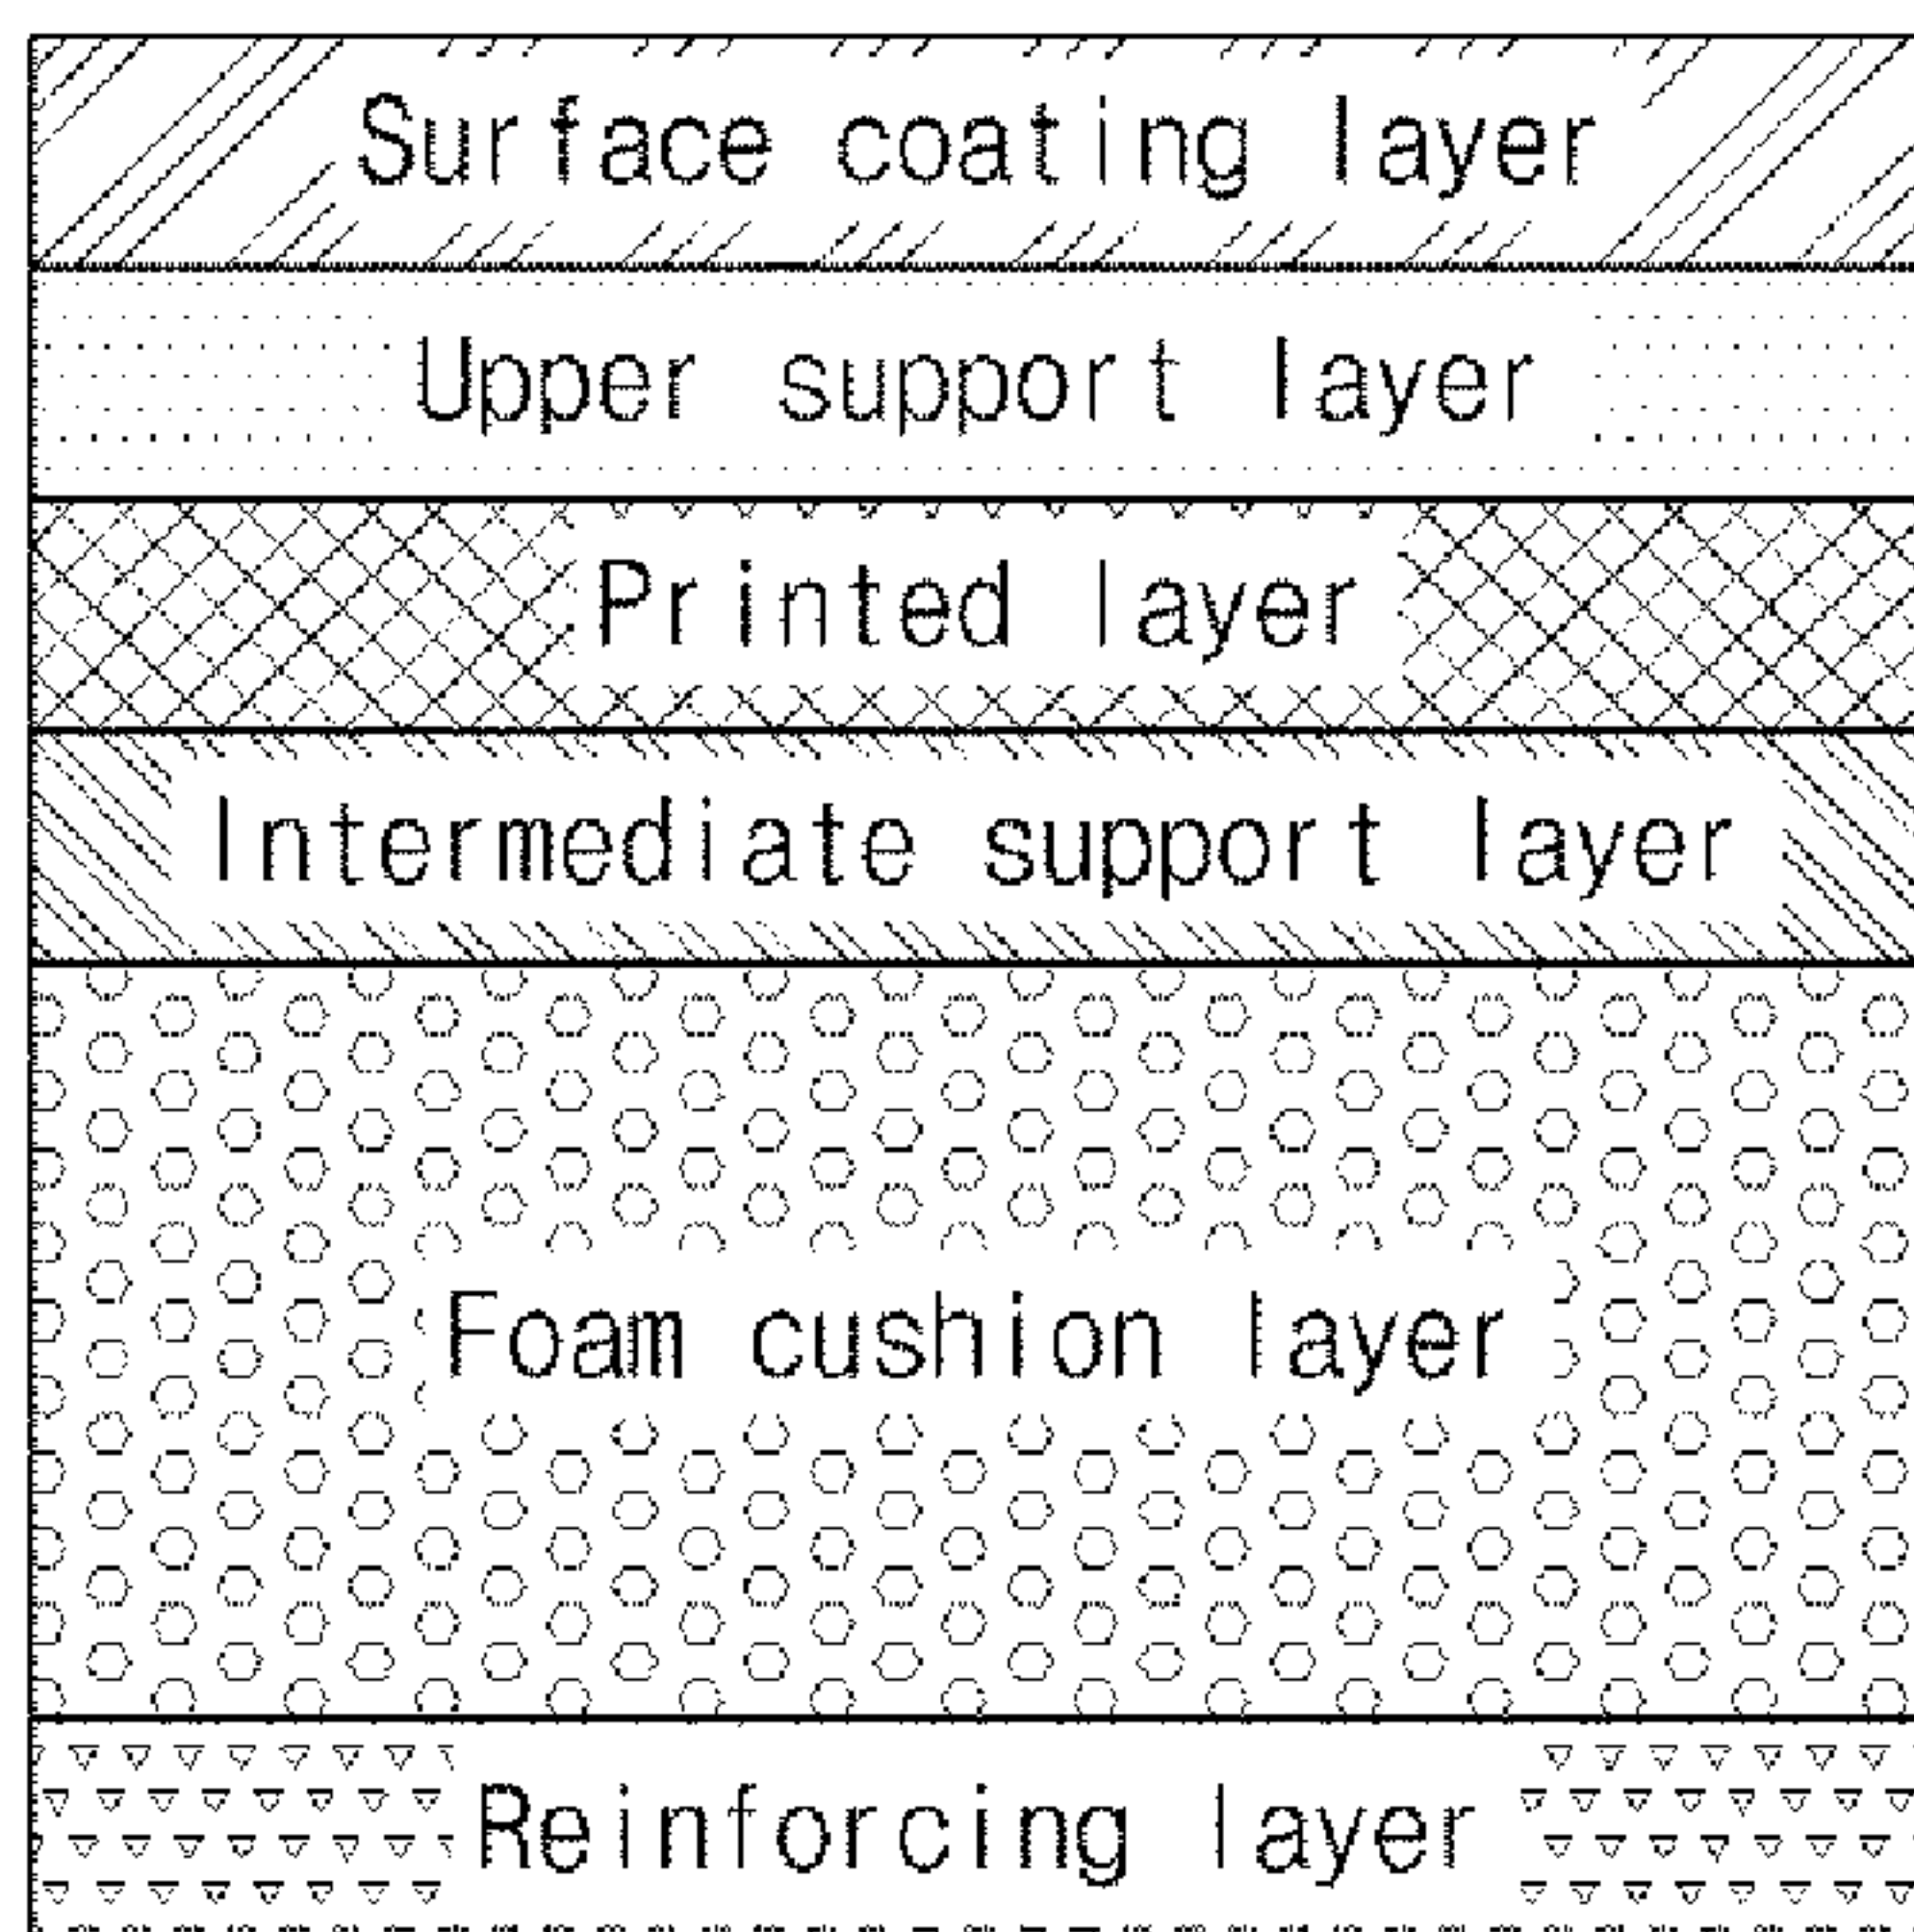 Surface coating layer
Upper support layer
Printed layer
Intermediate support layer
Foam cushion layer
Reinforcing layer